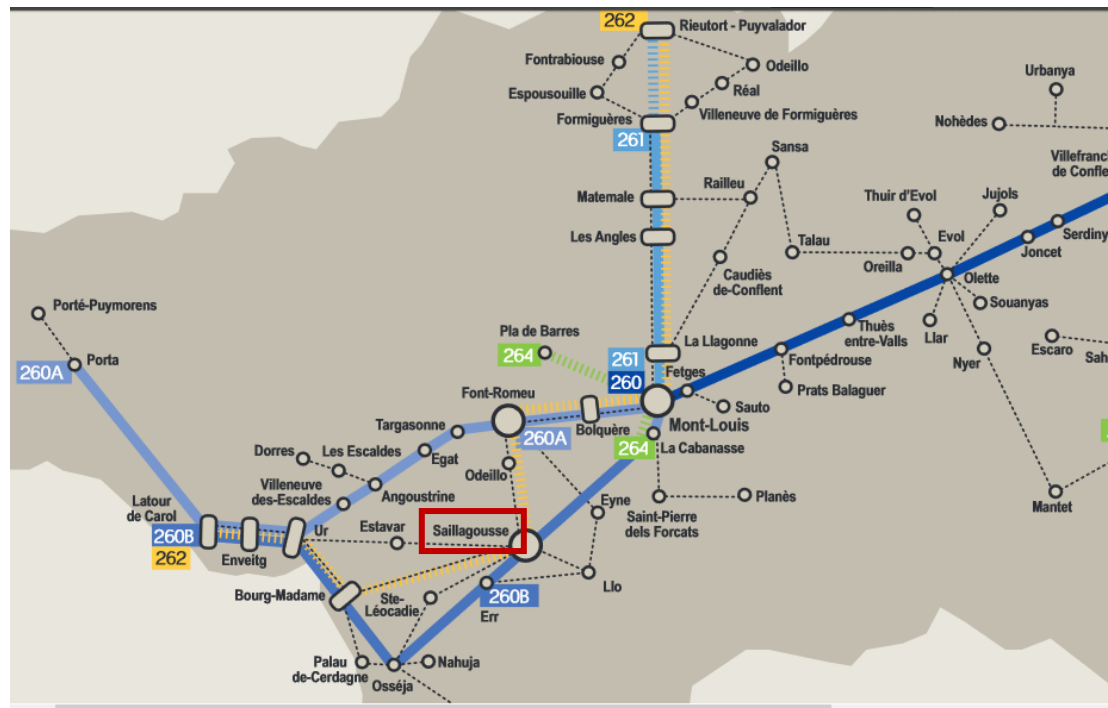 262
Rieutort - Puyvalador
Fontrabiouse
Odeillo
Urbanya
Espousouille
Réal
Villeneuve de Formiguères
Formiguères
261
Nohèdes
Sansa
Villefranc
de Confle
Matemale
Railleu
Thuir d'Evol
Jujols
Les Angles
Talau
Evol
Serdiny
Joncet
Oreilla
Caudiès
de-Conflent
Olette
Porté-Puymorens
Souanyas
Pla de Barres
264
261
260
La Llagonne
Fetges
Thuès
entre-Valls
Llar
Nyer
Escaro
Sah
Porta
260A
Fontpédrouse
Prats Balaguer
Font-Romeu
Bolquère
Mont-Louis
Sauto
Targasonne
260A
264
La Cabanasse
Dorres
Les Escaldes
Egat
Odeillo
Villeneuve
des-Escaldes
Angoustrine
Eyne
Saint-Pierre
dels Forcats
Planès
Mantet
Latour
de Carol
260B
262
Enveitg
Ur
Estavar
Saillagousse
Llo
Bourg-Madame
Ste-
Léocadie
260B
Err
Palau
de-Cerdagne
Nahuja
Osséja